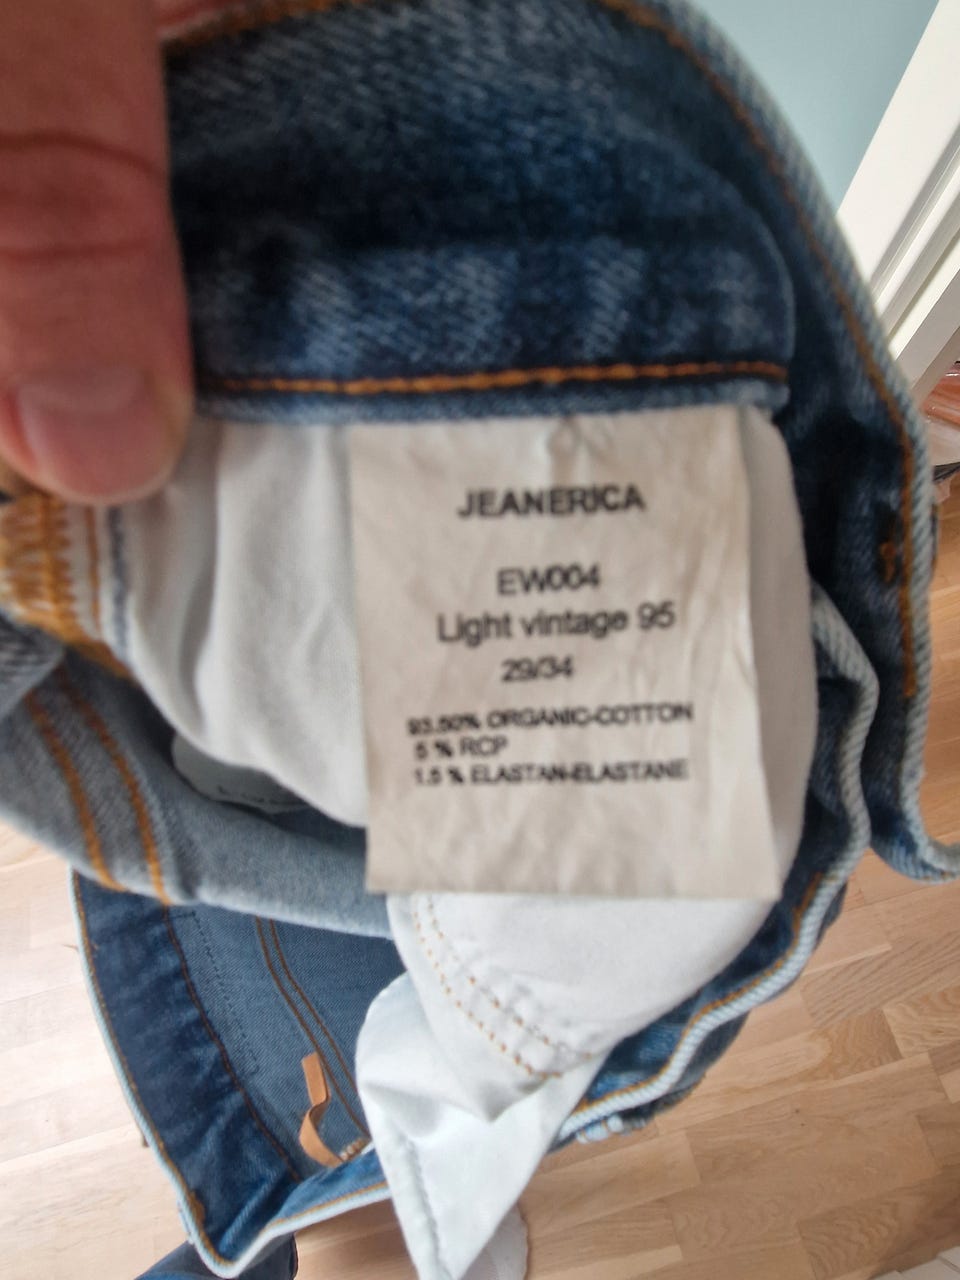 JEANERICA
EW004
Light vintage 95
29/34
93.50% ORGANIC-COTTON
5 % RCP
1.5 % ELASTAN-ELASTANE